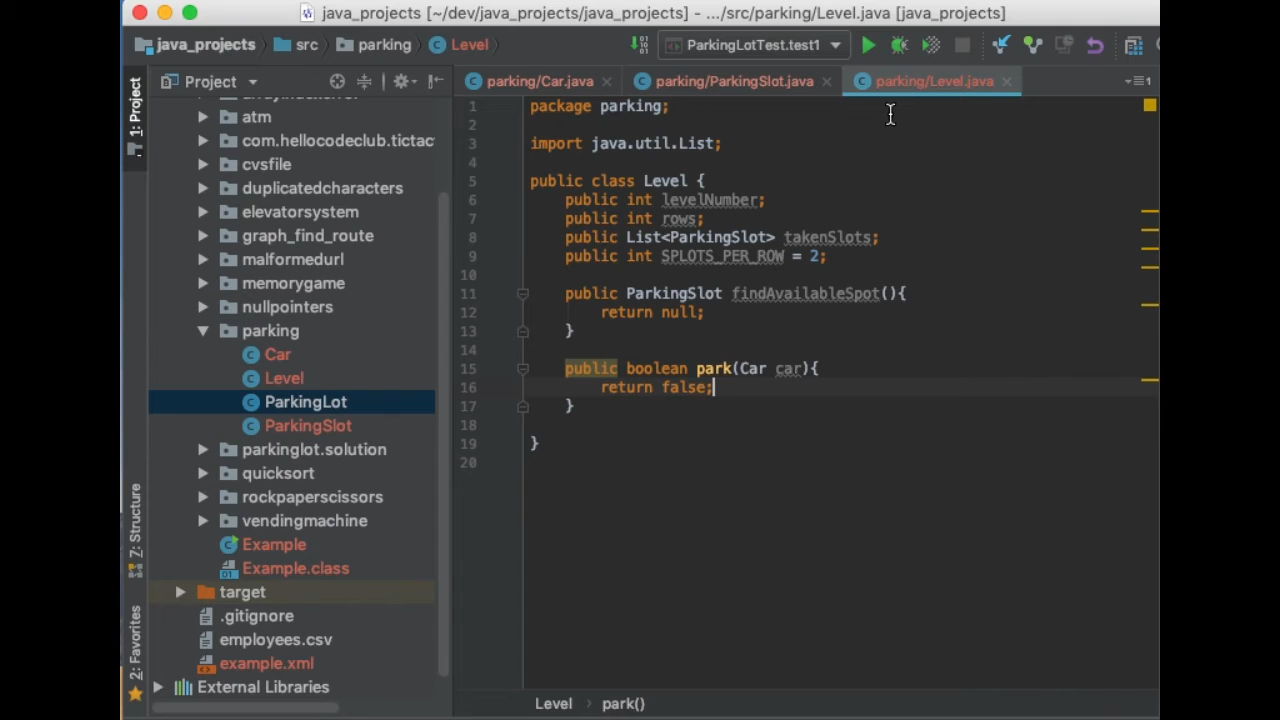 java_projects [~/dev/java_projects/java_projects] - .../src/parking/Level.java [java_projects]
java_projects src parking Level ParkingLotTest.test1
Project
parking/Car.java parking/ParkingSlot.java parking/Level.java 1
1: Project
7: Structure
2: Favorites
atm
com.hellocodeclub.tictac
cvsfile
duplicatedcharacters
elevatorsystem
graph_find_route
malformedurl
memorygame
nullpointers
parking
Car
Level
ParkingLot
ParkingSlot
parkinglot.solution
quicksort
rockpaperscissors
vendingmachine
Example
Example.class
target
.gitignore
employees.csv
example.xml
External Libraries
1 package parking;
2
3 import java.util.List;
4
5 public class Level {
6 public int levelNumber;
7 public int rows;
8 public List<ParkingSlot> takenSlots;
9 public int SPLOTS_PER_ROW = 2;
10
11 public ParkingSlot findAvailableSpot(){
12 return null;
13 }
14
15 public boolean park(Car car){
16 return false;
17 }
18
19 }
20
Level park()